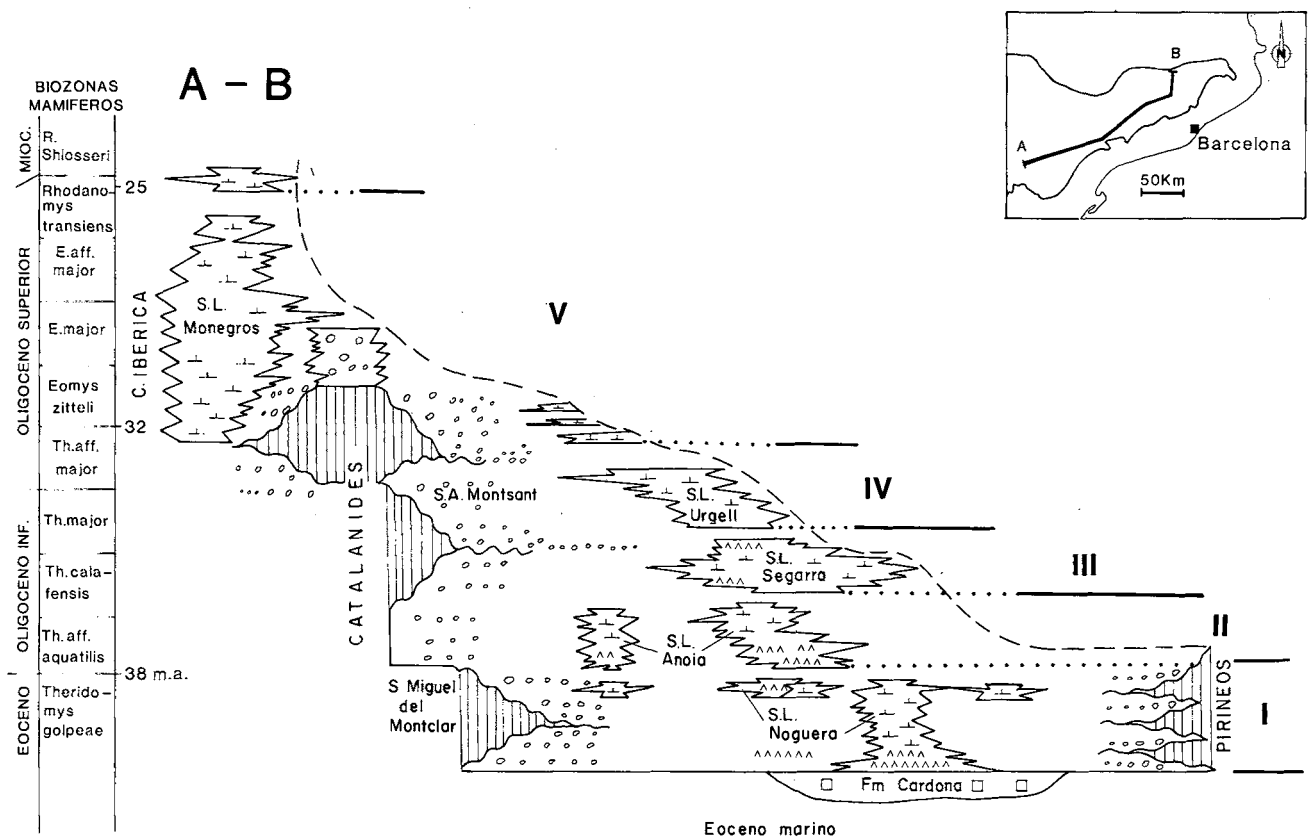 A - B
BIOZONAS
MAMIFEROS
MIOC.
OLIGOCENO SUPERIOR
OLIGOCENO INF.
EOCENO
R.
Shiosseri
Rhodano-
mys
transiens
E.aff.
major
E.major
Eomys
zitteli
Th.aff.
major
Th.major
Th.cala-
fensis
Th.aff.
aquatilis
Therido-
mys
golpeae
25
32
38 m.a.
C. IBERICA
S.L.
Monegros
CATALANIDES
S.A. Montsant
S Miguel
del
Montclar
S.L.
Urgell
S.L.
Segarra
S.L.
Anoia
S.L.
Noguera
Fm Cardona
Eoceno marino
PIRINEOS
V
IV
III
II
I
A
B
N
Barcelona
50Km